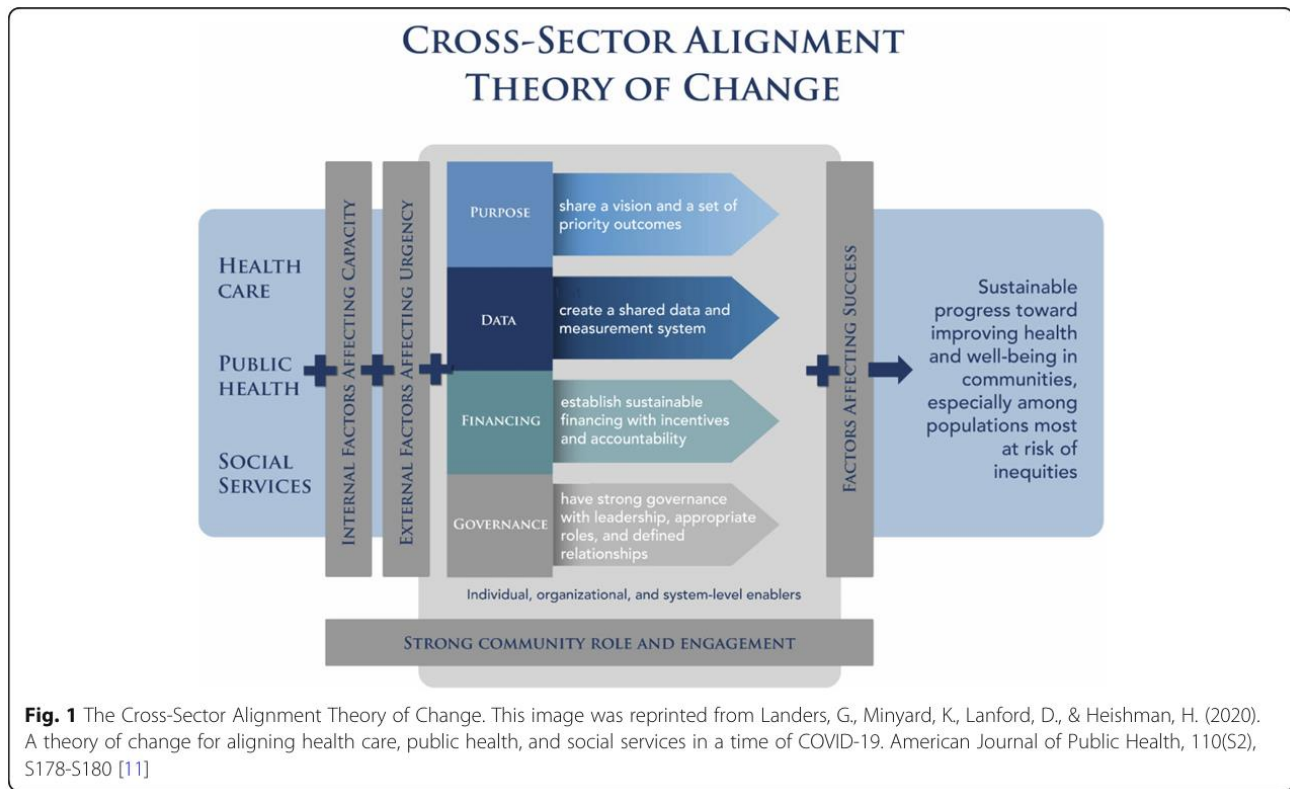 CROSS-SECTOR ALIGNMENT
THEORY OF CHANGE
HEALTH
CARE
PUBLIC
HEALTH
SOCIAL
SERVICES
INTERNAL FACTORS AFFECTING CAPACITY
EXTERNAL FACTORS AFFECTING URGENCY
PURPOSE
share a vision and a set of
priority outcomes
DATA
create a shared data and
measurement system
FINANCING
establish sustainable
financing with incentives
and accountability
GOVERNANCE
have strong governance
with leadership, appropriate
roles, and defined
relationships
Individual, organizational, and system-level enablers
FACTORS AFFECTING SUCCESS
Sustainable
progress toward
improving health
and well-being in
communities,
especially among
populations most
at risk of
inequities
STRONG COMMUNITY ROLE AND ENGAGEMENT
Fig. 1 The Cross-Sector Alignment Theory of Change. This image was reprinted from Landers, G., Minyard, K., Lanford, D., & Heishman, H. (2020).
A theory of change for aligning health care, public health, and social services in a time of COVID-19. American Journal of Public Health, 110(S2),
S178-S180 [11]